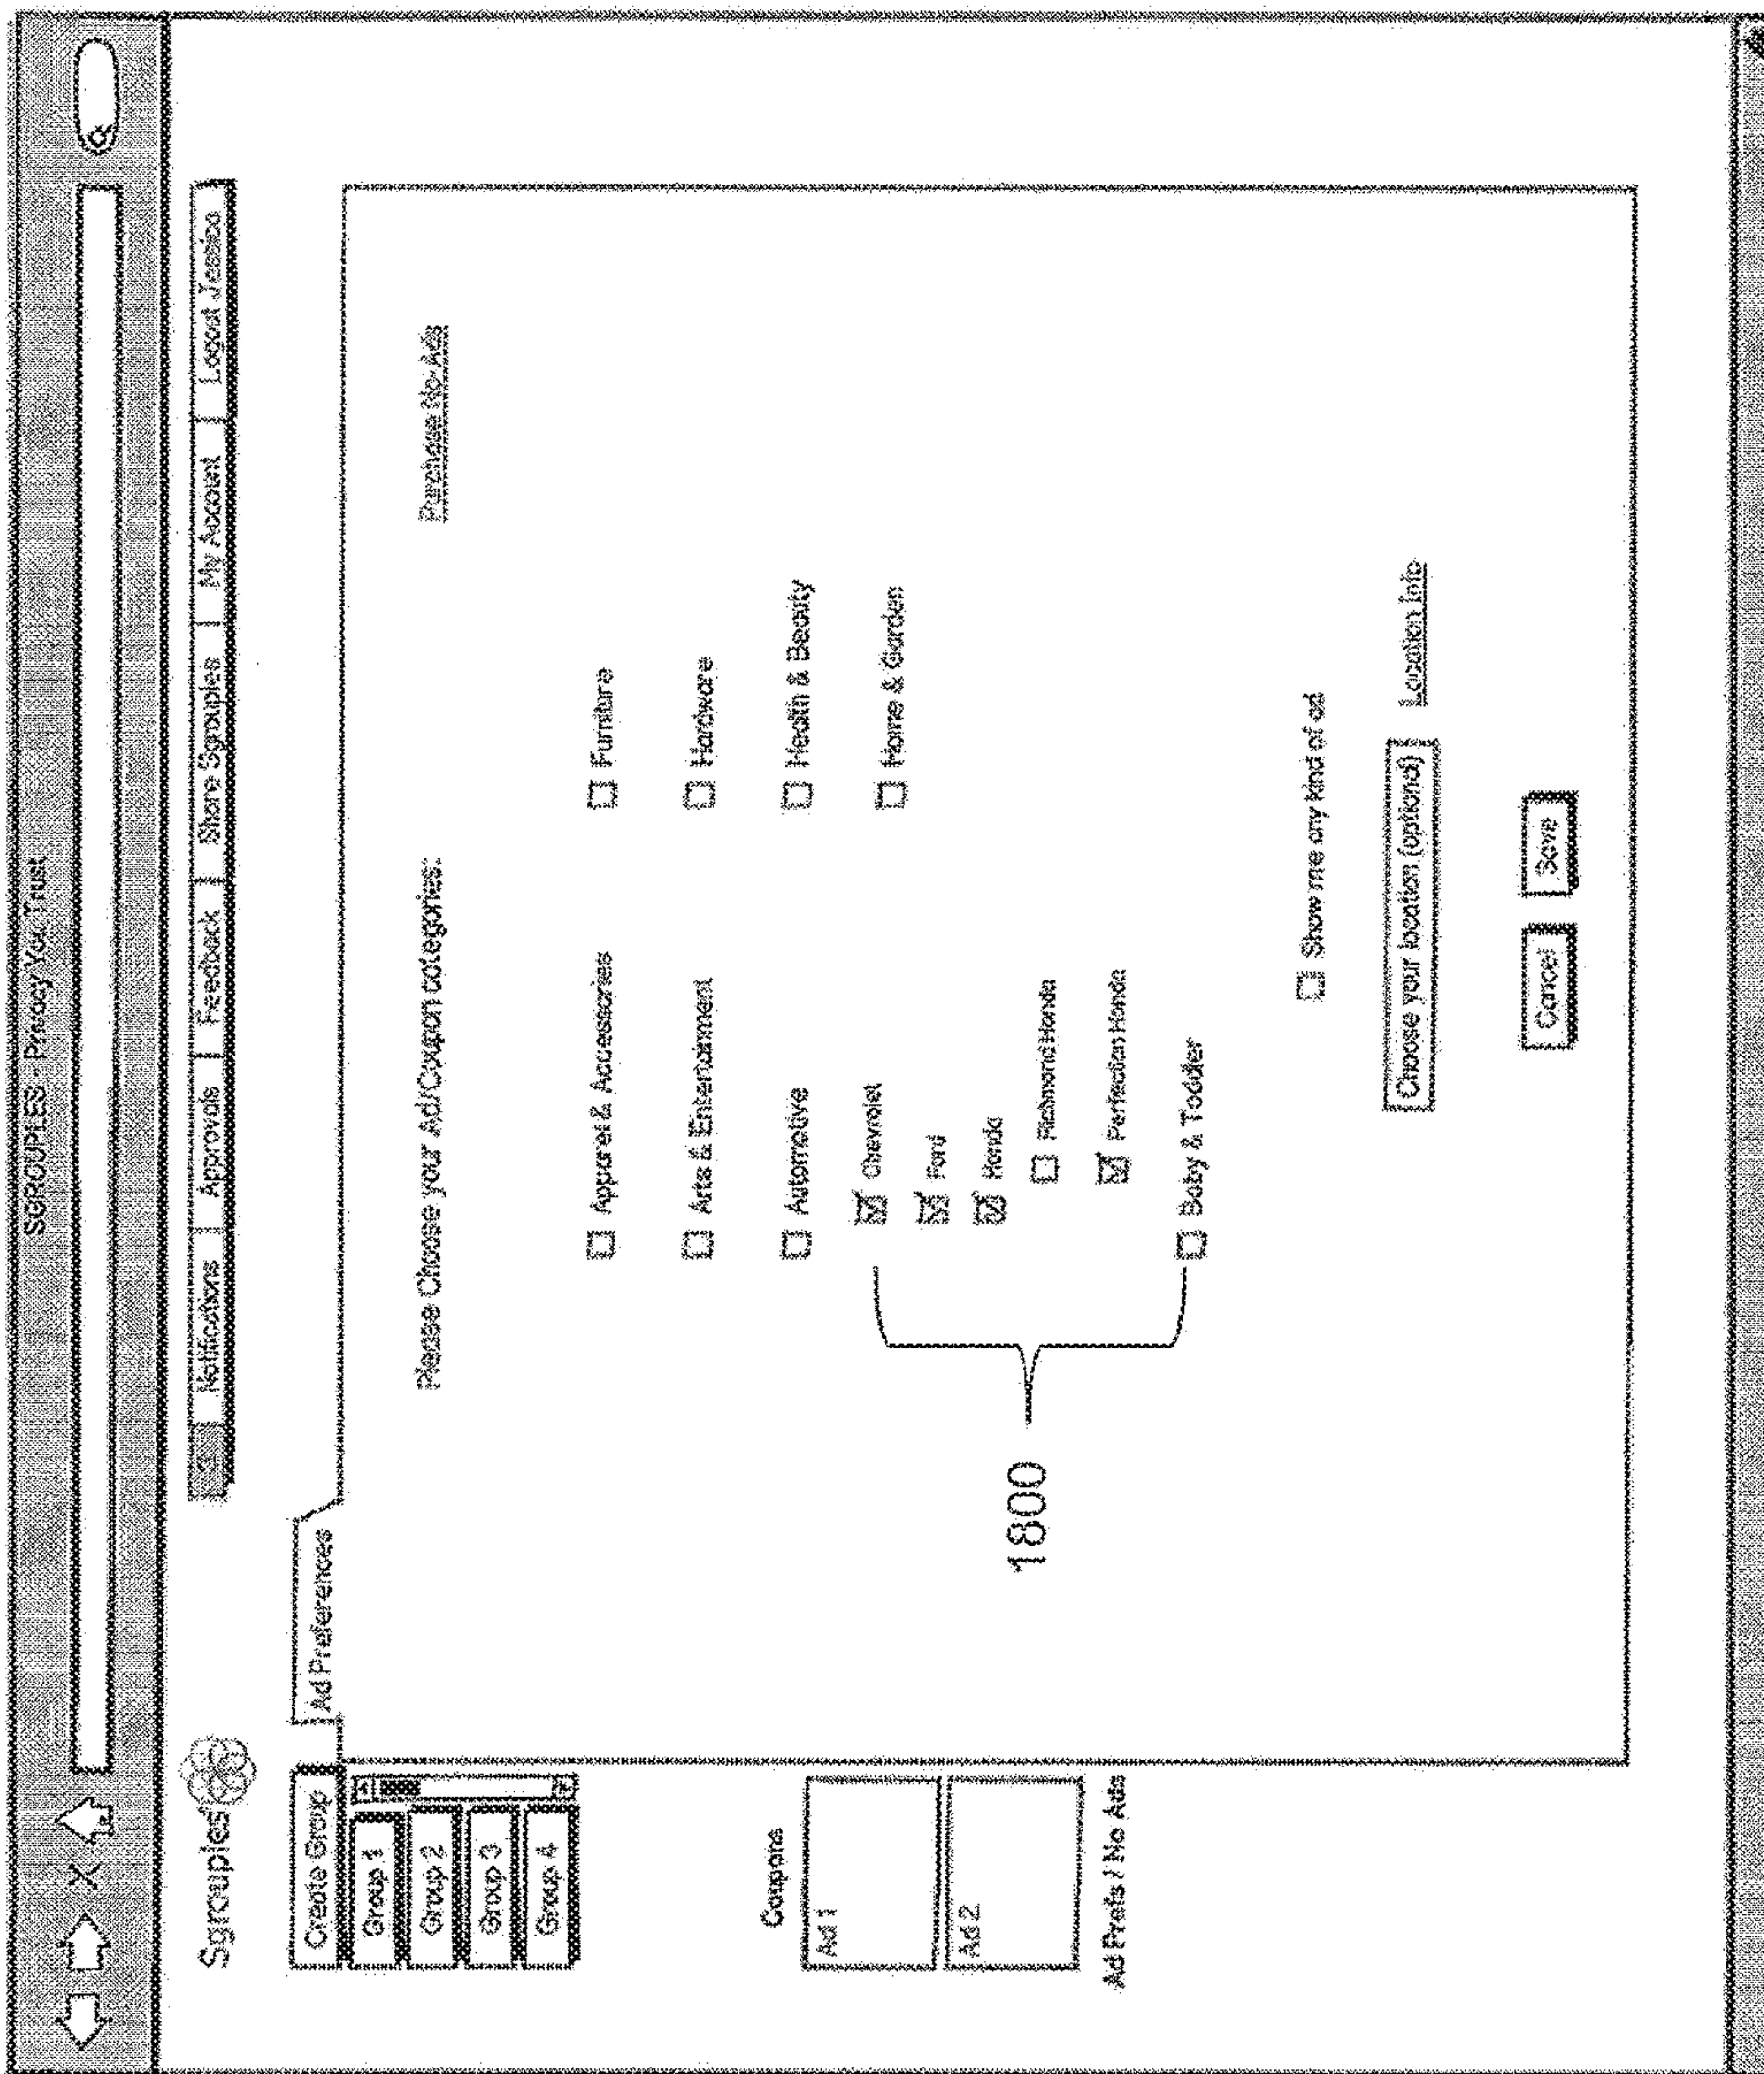 SGROUPLES - Privacy You Trust
Sgrouples
Notifications
Approvals
Feedback
Share Sgrouples
My Account
Logout Jessica
Create Group
Group 1
Group 2
Group 3
Group 4
Ad Preferences
Please Choose your Ad/Coupon categories:
Purchase No-Ads
Apparel & Accessories
Furniture
Arts & Entertainment
Hardware
Automotive
Health & Beauty
Chevrolet
Home & Garden
Ford
Honda
Richmond Honda
Perfection Honda
Baby & Toddler
1800
Coupons
Ad 1
Ad 2
Ad Prefs / No Ads
Show me any kind of ad
Choose your location (optional)
Location Info
Cancel
Save